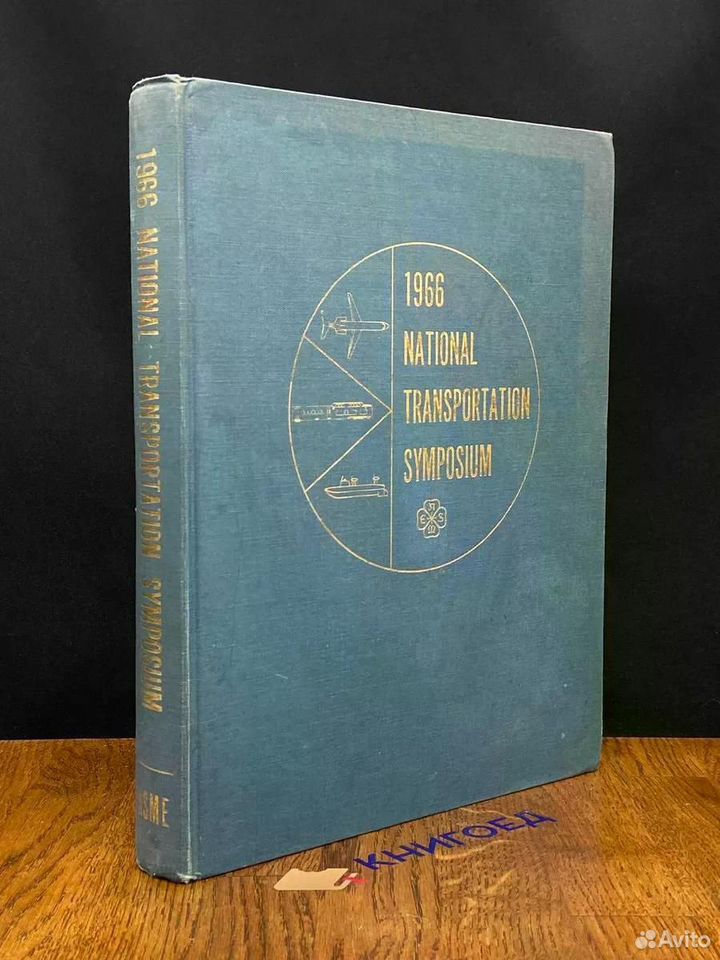 1966 NATIONAL · TRANSPORTATION SYMPOSIUM
ASME
1966
NATIONAL
TRANSPORTATION
SYMPOSIUM
A
E S
M
КНИГОЕД
Avito